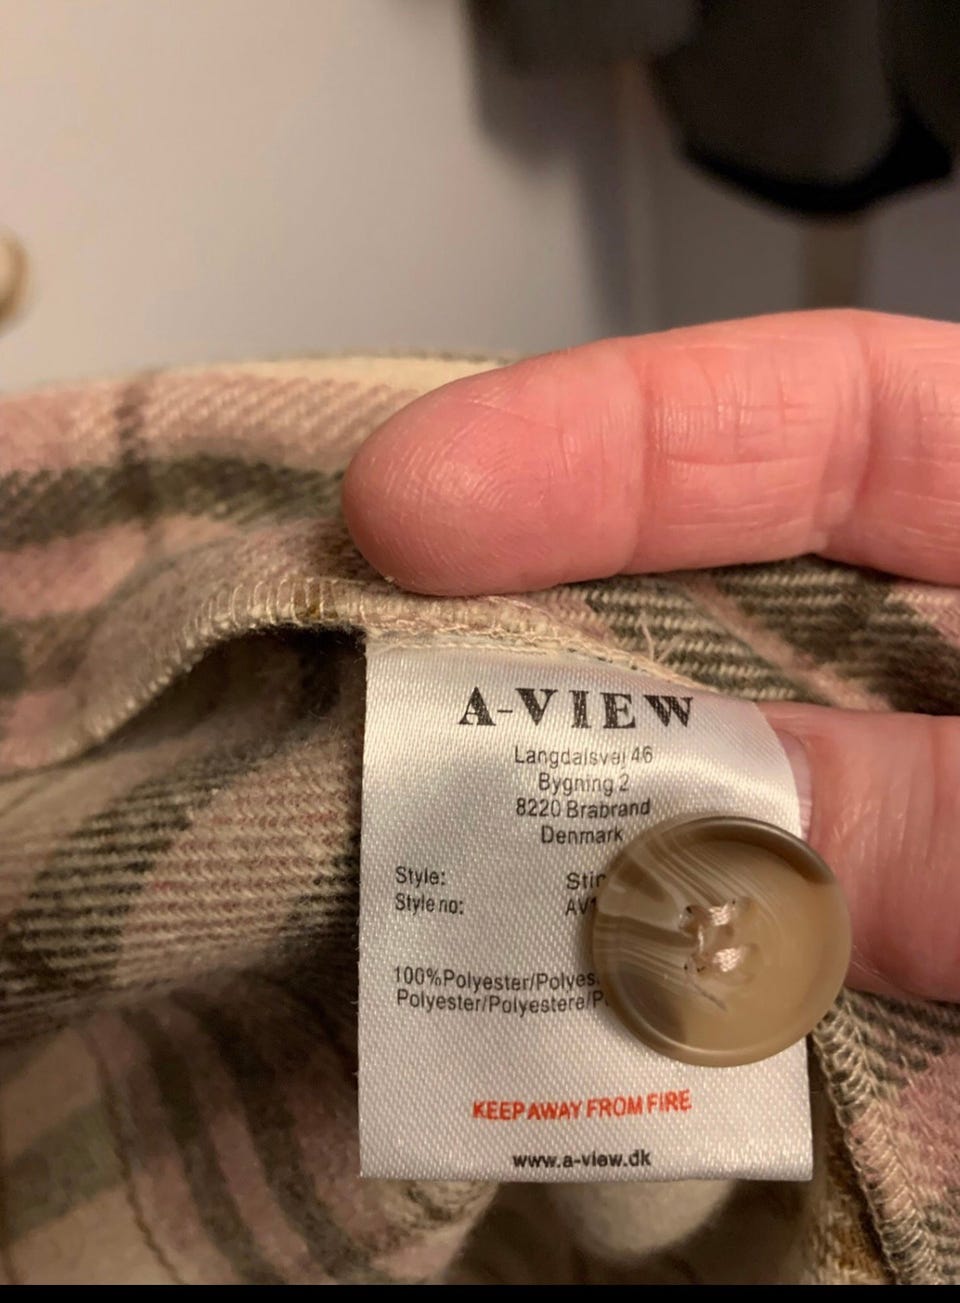 A-VIEW
Langdalsvej 46
Bygning 2
8220 Brabrand
Denmark
Style:
Style no:
100%Polyester/
Polyester/Polyestere/
KEEP AWAY FROM FIRE
www.a-view.dk